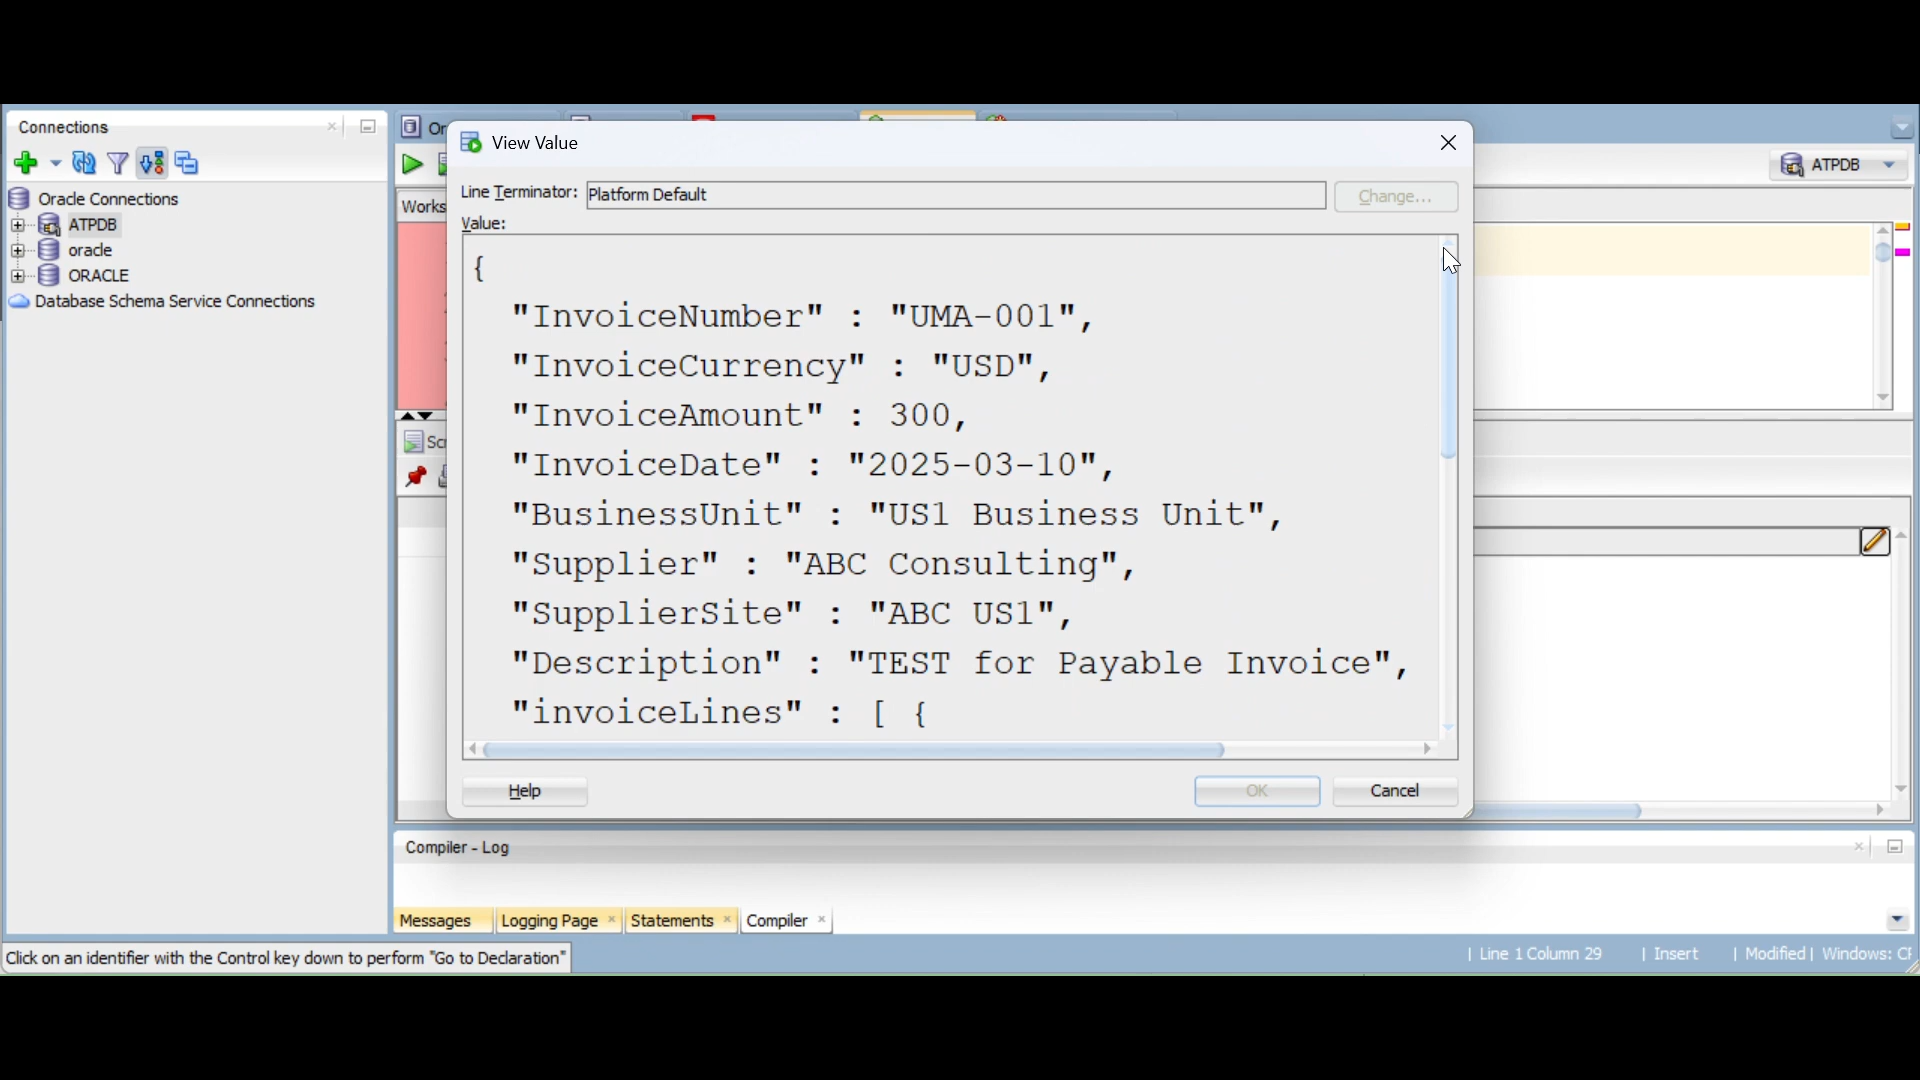 Connections
Oracle Connections
ATPDB
oracle
ORACLE
Database Schema Service Connections
View Value
Line Terminator: Platform Default
Change...
Value:
{
"InvoiceNumber" : "UMA-001",
"InvoiceCurrency" : "USD",
"InvoiceAmount" : 300,
"InvoiceDate" : "2025-03-10",
"BusinessUnit" : "US1 Business Unit",
"Supplier" : "ABC Consulting",
"SupplierSite" : "ABC US1",
"Description" : "TEST for Payable Invoice",
"invoiceLines" : [ {
Help
OK
Cancel
ATPDB
Compiler - Log
Messages
Logging Page
Statements
Compiler
Click on an identifier with the Control key down to perform "Go to Declaration"
| Line 1 Column 29
| Insert
| Modified | Windows: